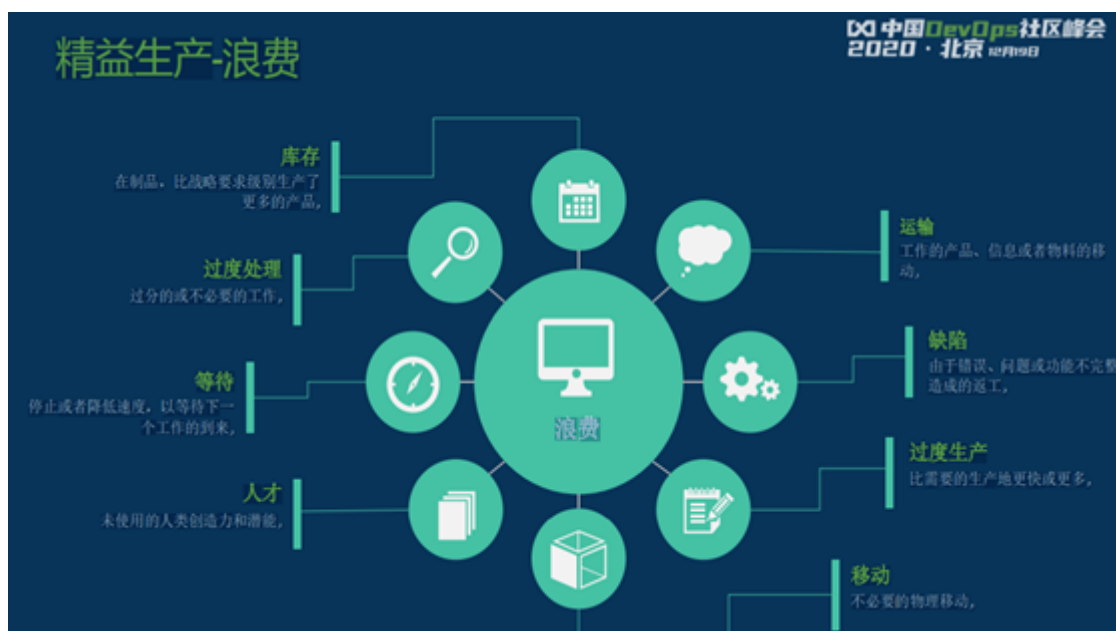 精益生产-浪费
中国DevOps社区峰会
2020 · 北京 12月19日
库存
在制品，比战略要求级别生产了
更多的产品,
过度处理
过分的或不必要的工作,
等待
停止或者降低速度，以等待下一
个工作的到来,
人才
未使用的人类创造力和潜能,
浪费
运输
工作的产品、信息或者物料的移
动,
缺陷
由于错误、问题或功能不完整
造成的返工,
过度生产
比需要的生产地更快或更多,
移动
不必要的物理移动,